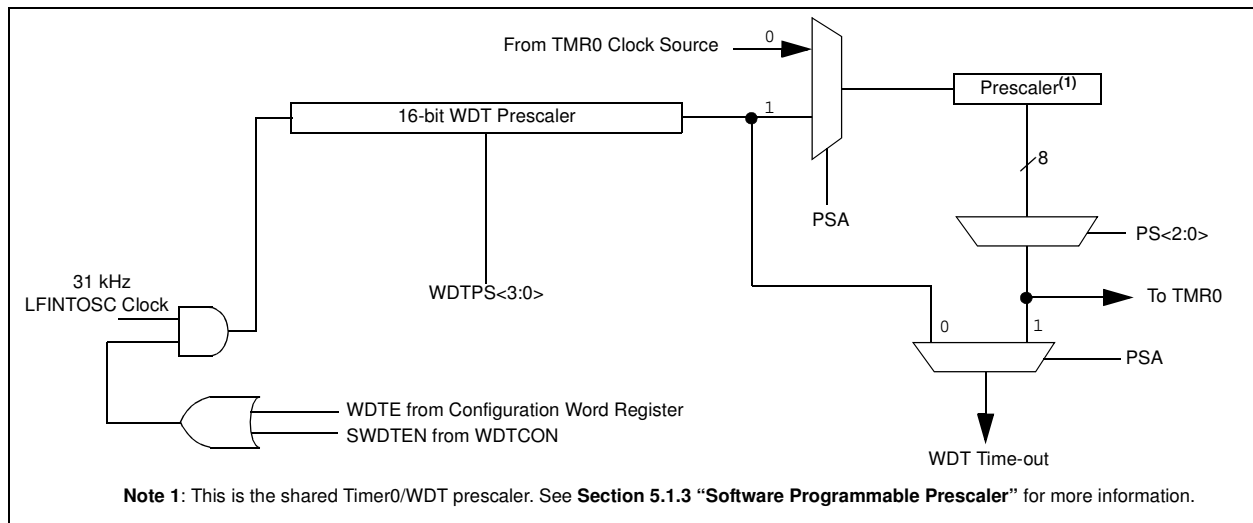 From TMR0 Clock Source
0
Prescaler(1)
16-bit WDT Prescaler
1
8
PSA
PS<2:0>
31 kHz
LFINTOSC Clock
WDTPS<3:0>
To TMR0
0
1
PSA
WDTE from Configuration Word Register
SWDTEN from WDTCON
WDT Time-out
Note 1: This is the shared Timer0/WDT prescaler. See Section 5.1.3 “Software Programmable Prescaler” for more information.